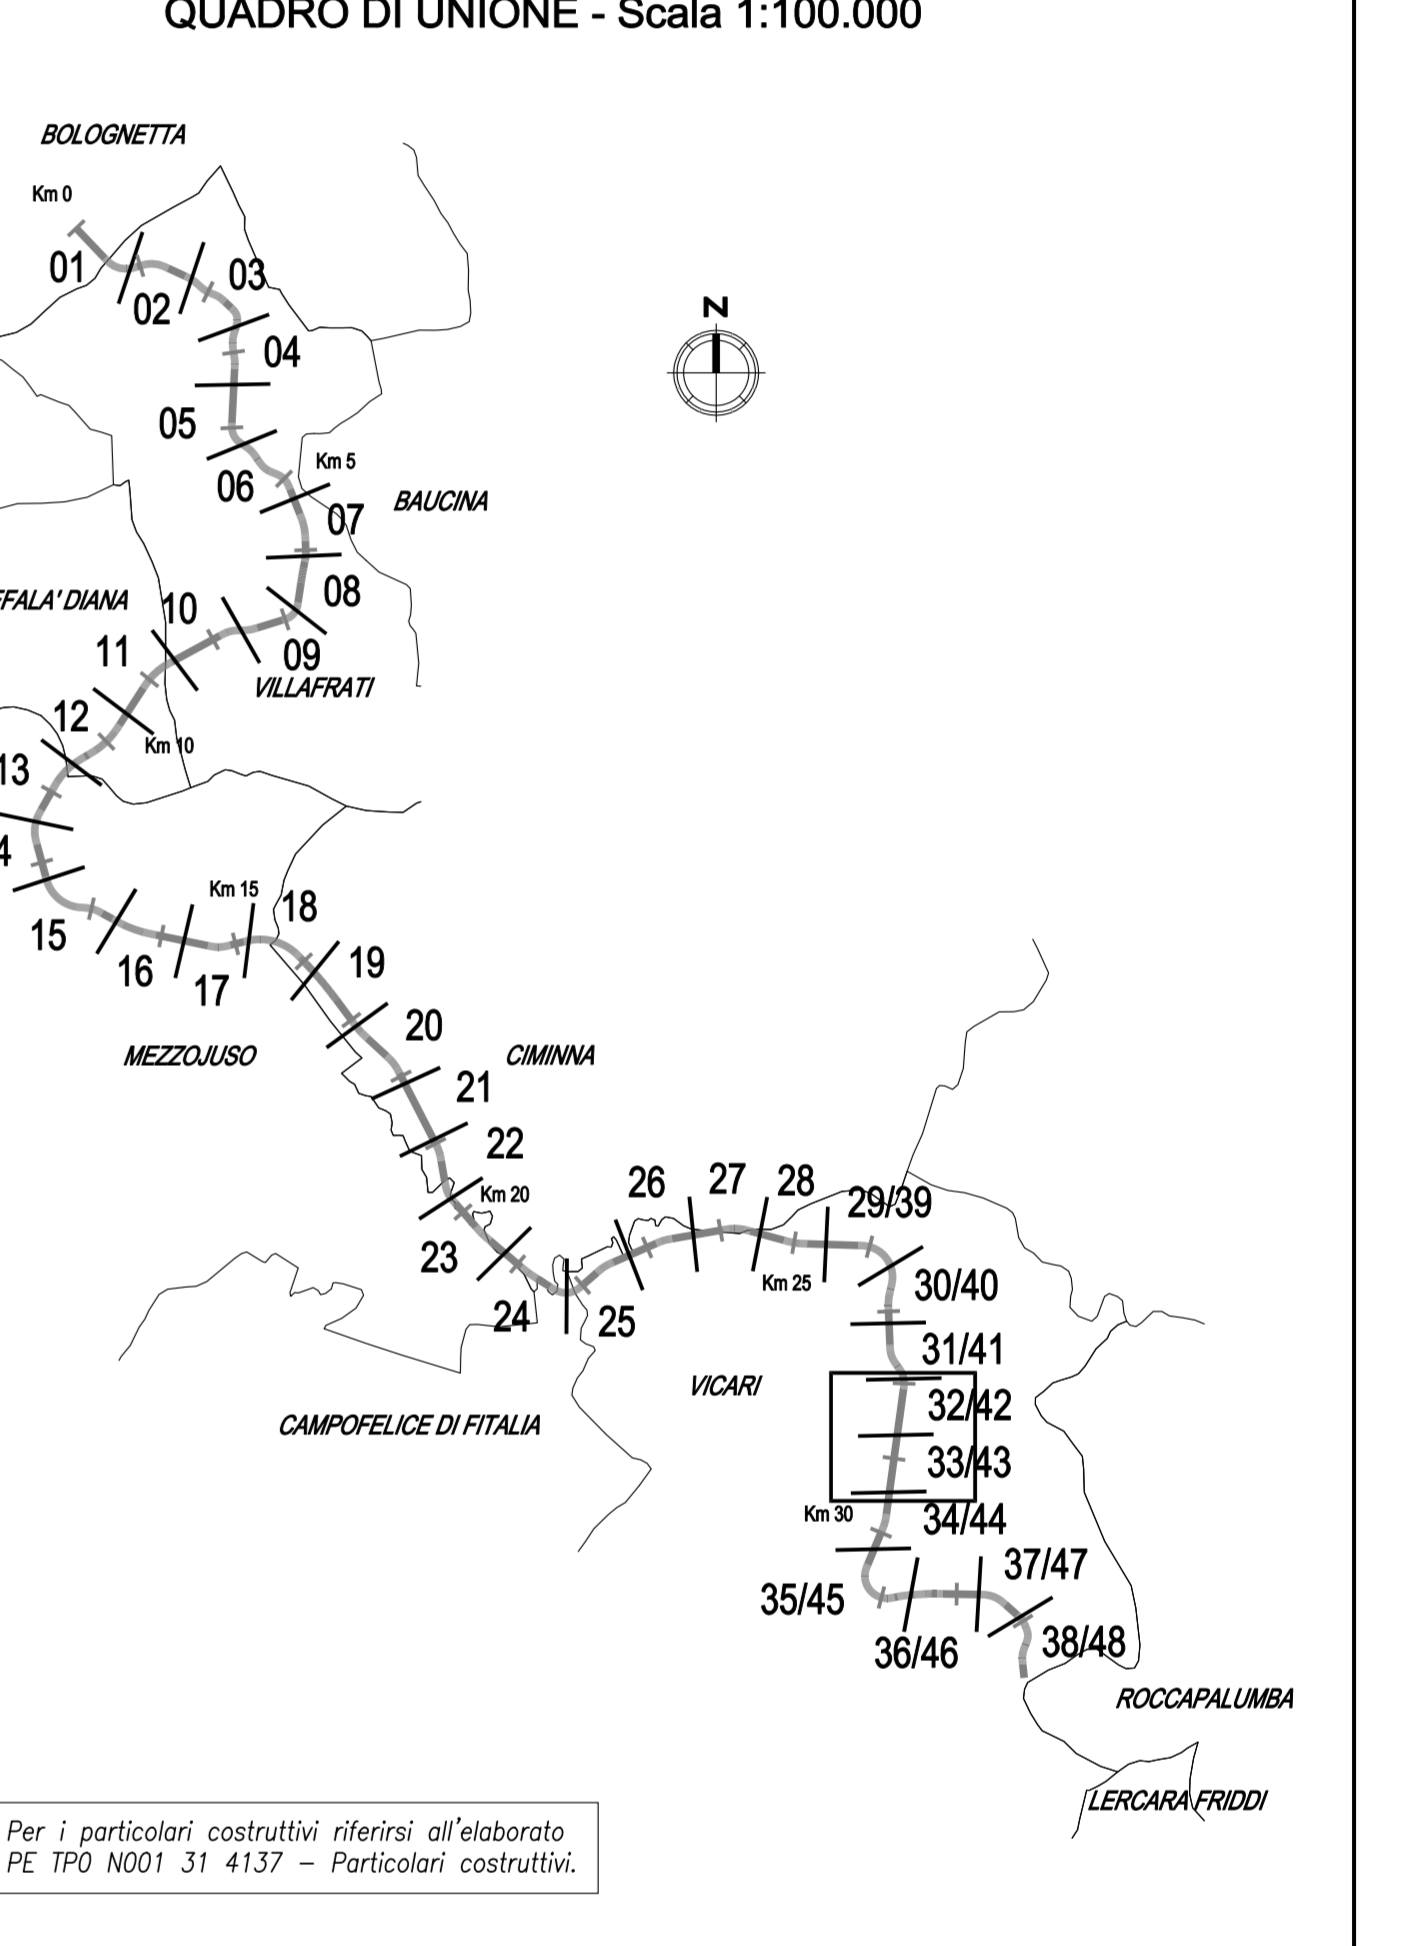 QUADRO DI UNIONE - Scala 1:100.000
BOLOGNETTA
Km 0
01
02
03
N
04
05
06
Km 5
BAUCINA
07
08
FALA' DIANA
10
11
09
VILLAFRATI
12
Km 10
13
4
15
16
17
Km 15
18
19
20
MEZZOJUSO
CIMINNA
21
22
Km 20
23
24
25
26
27
28
29/39
Km 25
30/40
31/41
VICARI
32/42
CAMPOFELICE DI FITALIA
33/43
Km 30
34/44
35/45
36/46
37/47
38/48
ROCCAPALUMBA
LERCARA FRIDDI
Per i particolari costruttivi riferirsi all'elaborato
PE TP0 N001 31 4137 – Particolari costruttivi.